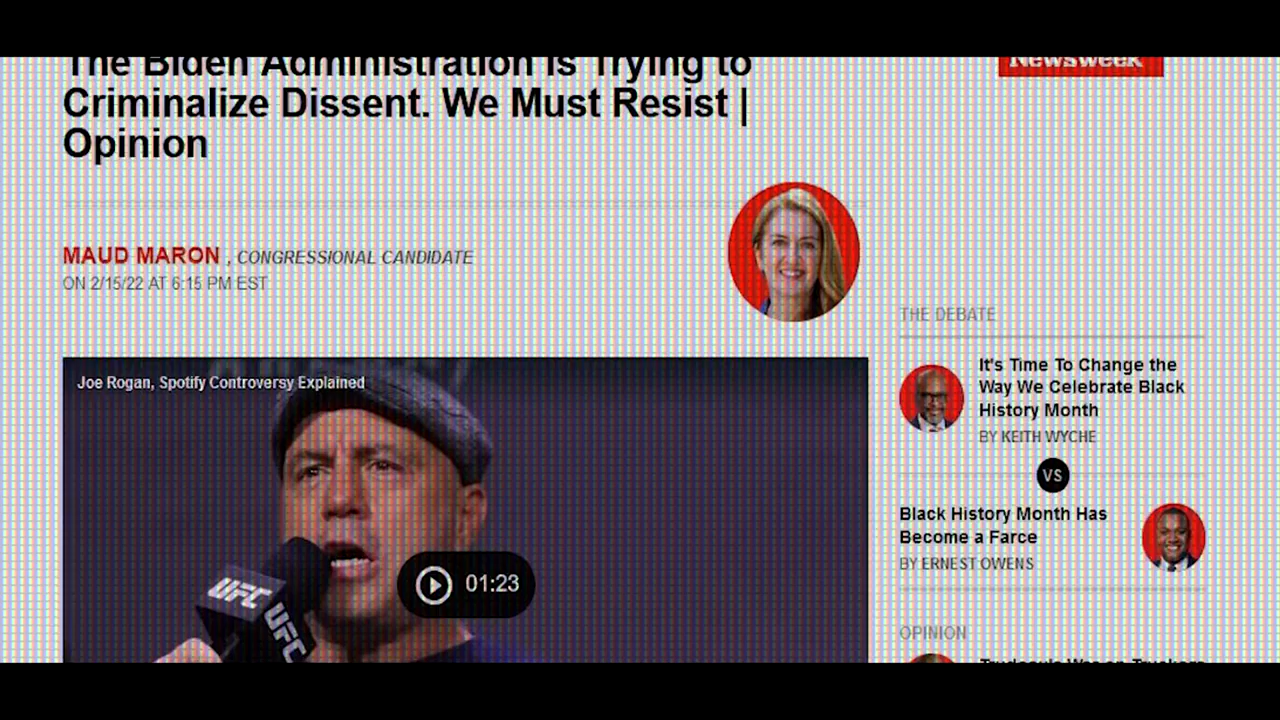 The Biden Administration Is Trying to
Criminalize Dissent. We Must Resist |
Opinion
MAUD MARON , CONGRESSIONAL CANDIDATE
ON 2/15/22 AT 6:15 PM EST
Joe Rogan, Spotify Controversy Explained
UFC
UFC
01:23
Newsweek
THE DEBATE
It's Time To Change the
Way We Celebrate Black
History Month
BY KEITH WYCHE
VS
Black History Month Has
Become a Farce
BY ERNEST OWENS
OPINION